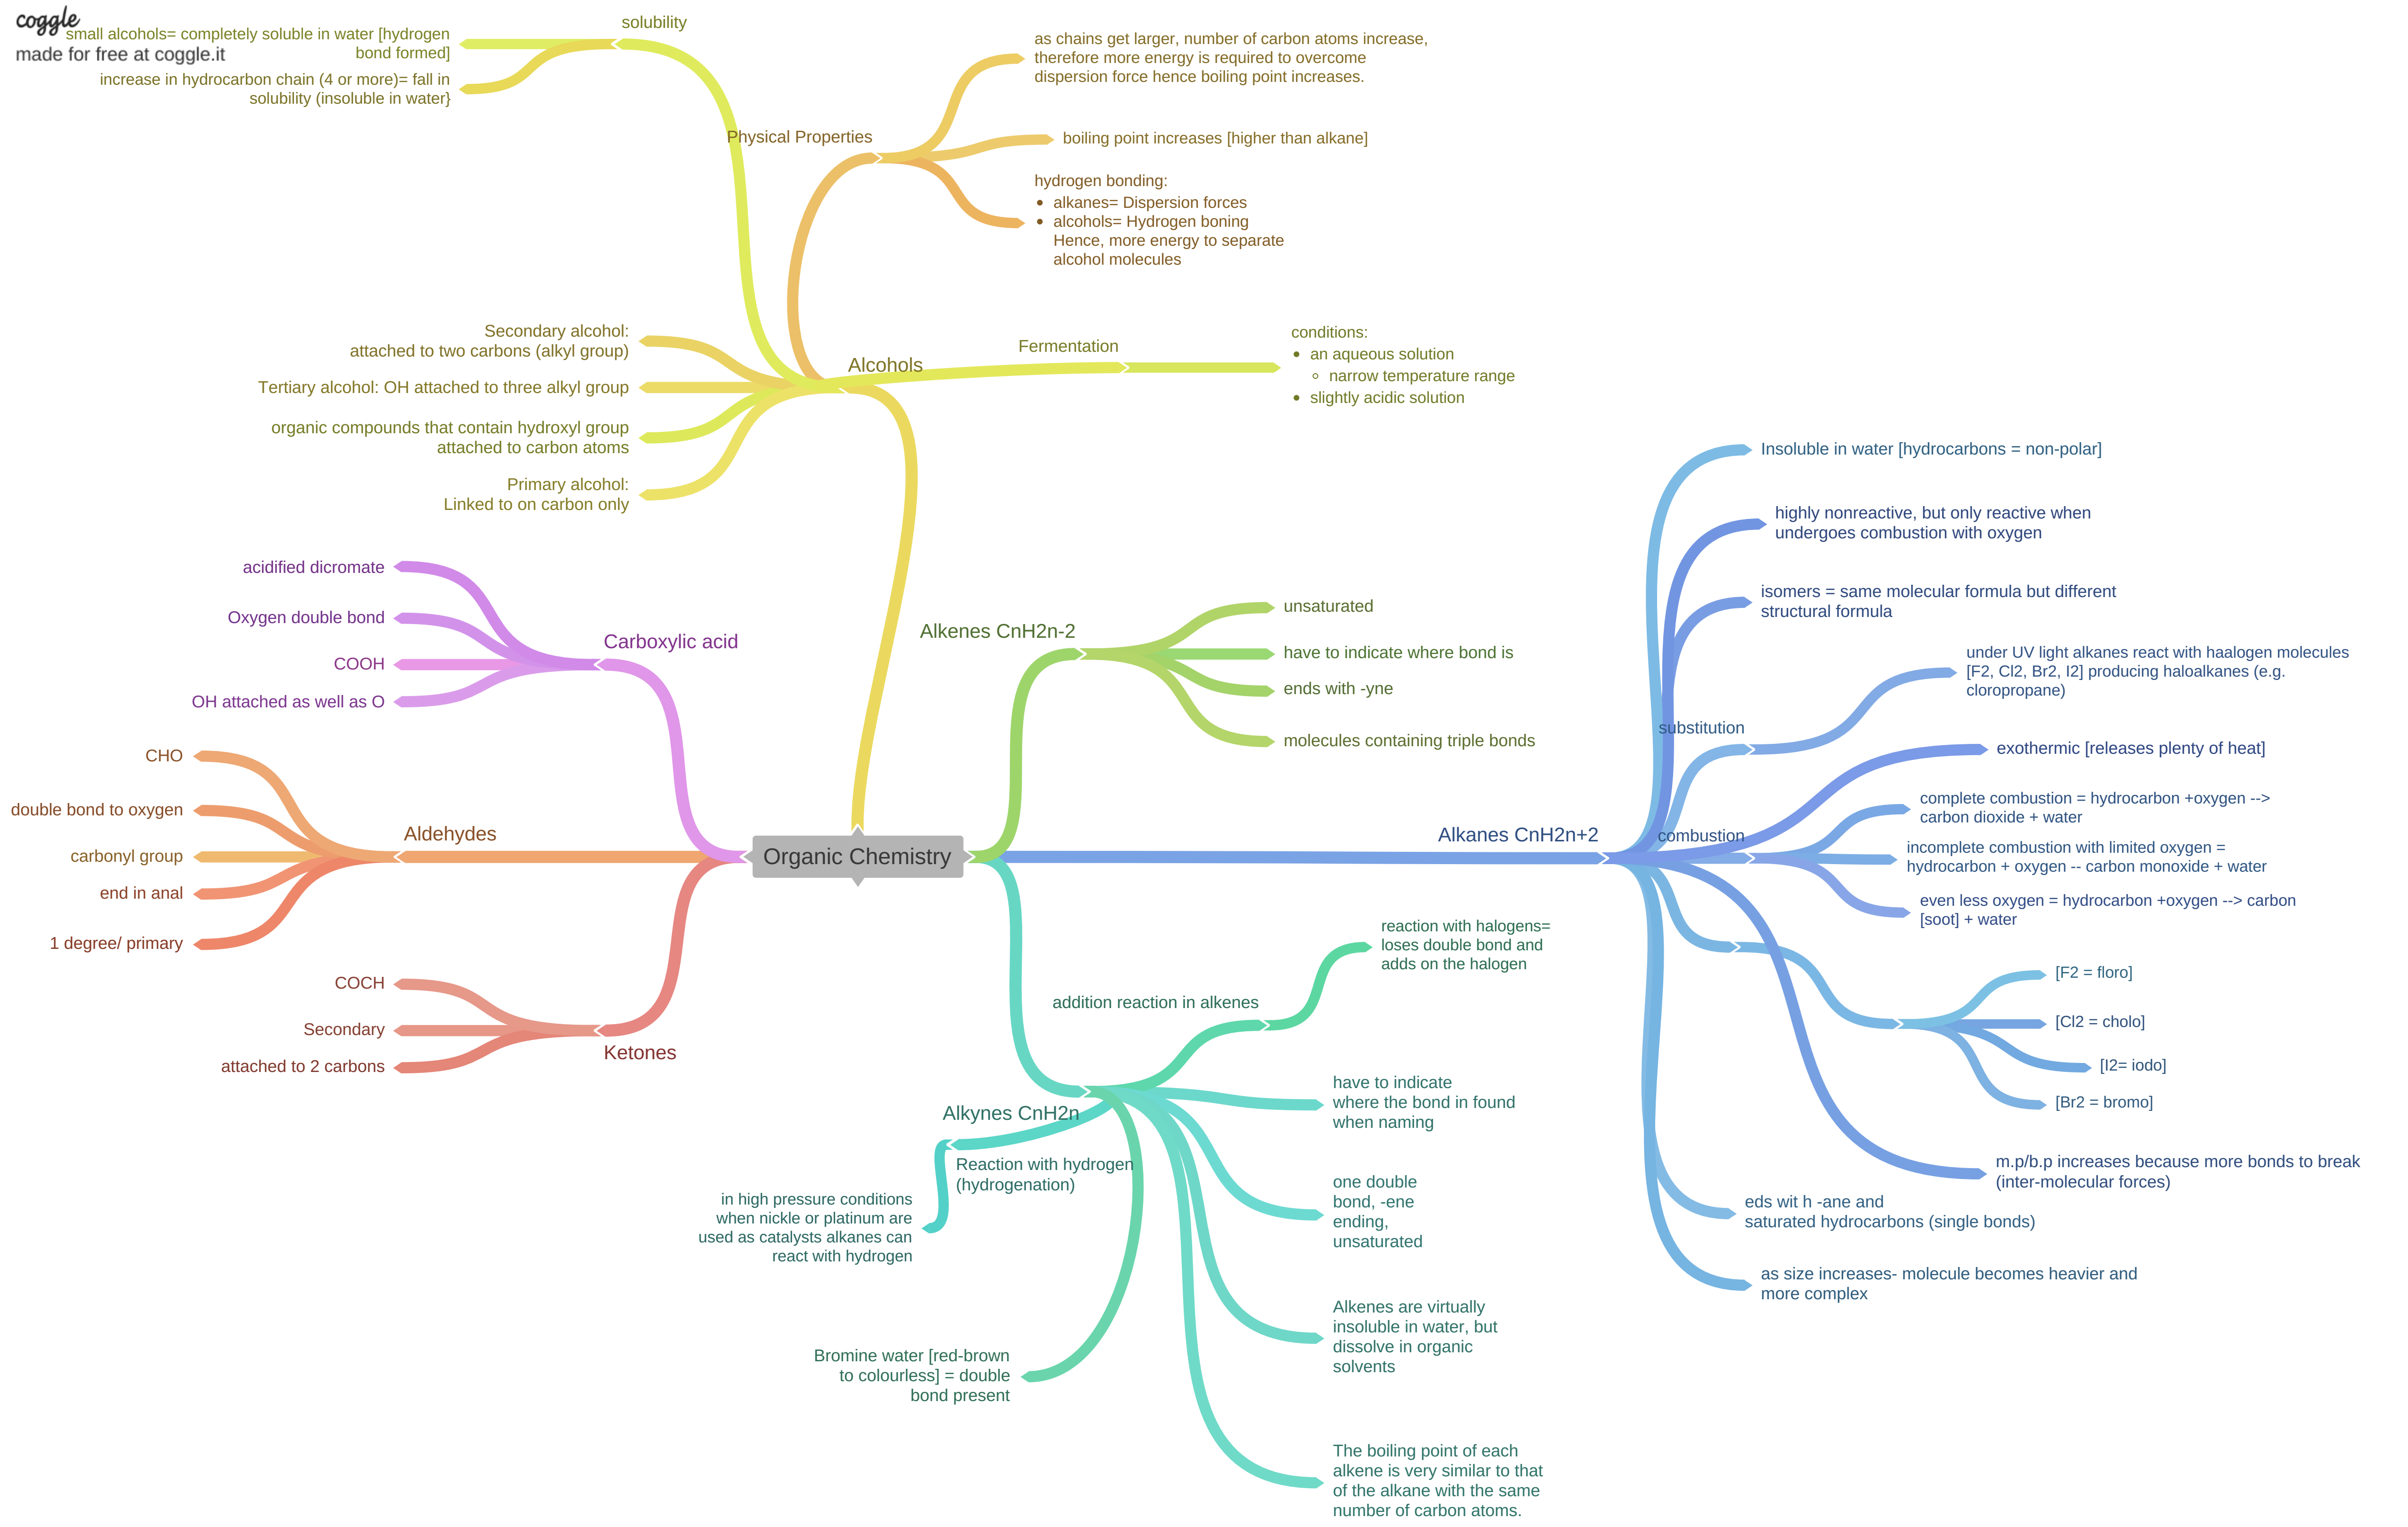 coggle
made for free at coggle.it
solubility
small alcohols= completely soluble in water [hydrogen
bond formed]
increase in hydrocarbon chain (4 or more)= fall in
solubility (insoluble in water}
Physical Properties
as chains get larger, number of carbon atoms increase,
therefore more energy is required to overcome
dispersion force hence boiling point increases.
boiling point increases [higher than alkane]
hydrogen bonding:
• alkanes= Dispersion forces
• alcohols= Hydrogen boning
Hence, more energy to separate
alcohol molecules
Alcohols
Fermentation
conditions:
• an aqueous solution
◦ narrow temperature range
• slightly acidic solution
Secondary alcohol:
attached to two carbons (alkyl group)
Tertiary alcohol: OH attached to three alkyl group
organic compounds that contain hydroxyl group
attached to carbon atoms
Primary alcohol:
Linked to on carbon only
Carboxylic acid
acidified dicromate
Oxygen double bond
COOH
OH attached as well as O
Aldehydes
CHO
double bond to oxygen
carbonyl group
end in anal
1 degree/ primary
Ketones
COCH
Secondary
attached to 2 carbons
Organic Chemistry
Alkenes CnH2n-2
unsaturated
have to indicate where bond is
ends with -yne
molecules containing triple bonds
Alkanes CnH2n+2
Insoluble in water [hydrocarbons = non-polar]
highly nonreactive, but only reactive when
undergoes combustion with oxygen
isomers = same molecular formula but different
structural formula
substitution
under UV light alkanes react with haalogen molecules
[F2, Cl2, Br2, I2] producing haloalkanes (e.g.
cloropropane)
exothermic [releases plenty of heat]
combustion
complete combustion = hydrocarbon +oxygen -->
carbon dioxide + water
incomplete combustion with limited oxygen =
hydrocarbon + oxygen -- carbon monoxide + water
even less oxygen = hydrocarbon +oxygen --> carbon
[soot] + water
[F2 = floro]
[Cl2 = cholo]
[I2= iodo]
[Br2 = bromo]
m.p/b.p increases because more bonds to break
(inter-molecular forces)
eds wit h -ane and
saturated hydrocarbons (single bonds)
as size increases- molecule becomes heavier and
more complex
Alkynes CnH2n
addition reaction in alkenes
reaction with halogens=
loses double bond and
adds on the halogen
have to indicate
where the bond in found
when naming
one double
bond, -ene
ending,
unsaturated
Alkenes are virtually
insoluble in water, but
dissolve in organic
solvents
The boiling point of each
alkene is very similar to that
of the alkane with the same
number of carbon atoms.
Reaction with hydrogen
(hydrogenation)
in high pressure conditions
when nickle or platinum are
used as catalysts alkanes can
react with hydrogen
Bromine water [red-brown
to colourless] = double
bond present